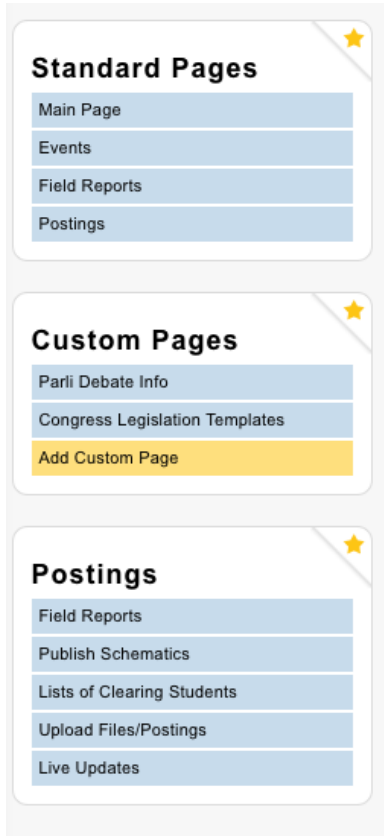 Standard Pages
Main Page
Events
Field Reports
Postings
Custom Pages
Parli Debate Info
Congress Legislation Templates
Add Custom Page
Postings
Field Reports
Publish Schematics
Lists of Clearing Students
Upload Files/Postings
Live Updates